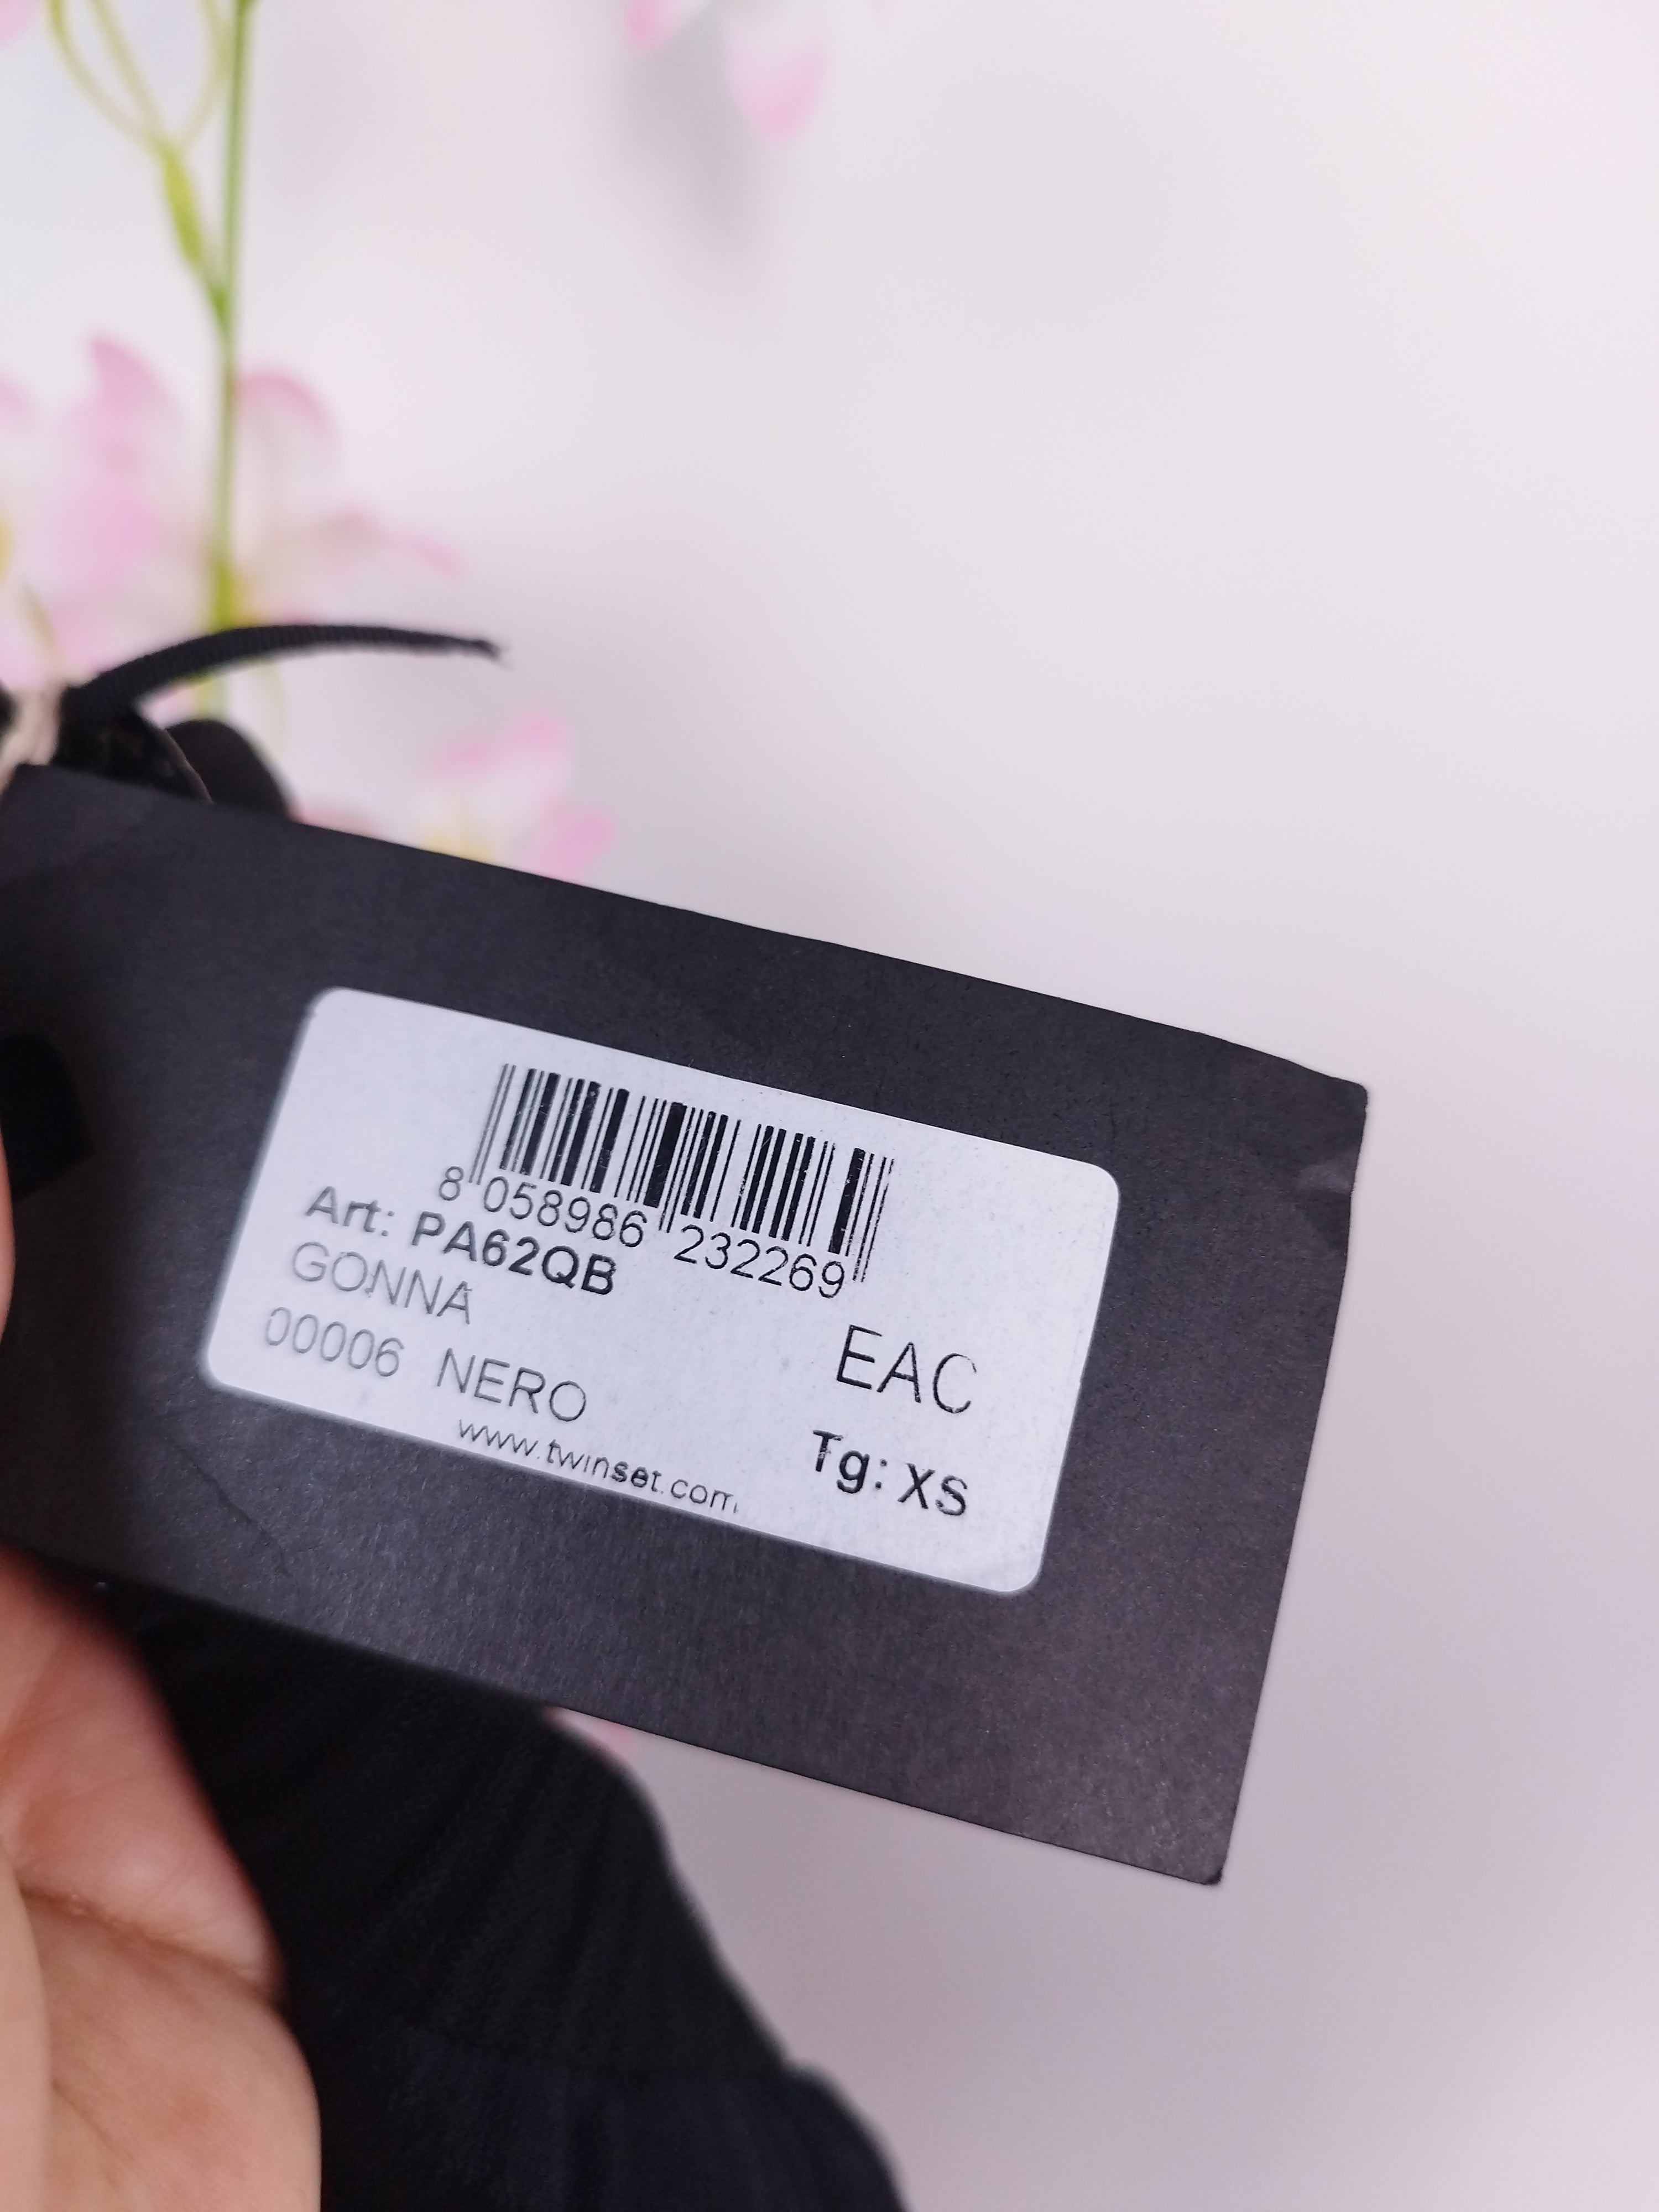 8 058986 232269
Art: PA62QB
GONNA
EAC
00006 NERO
Tg: XS
www.twinset.com